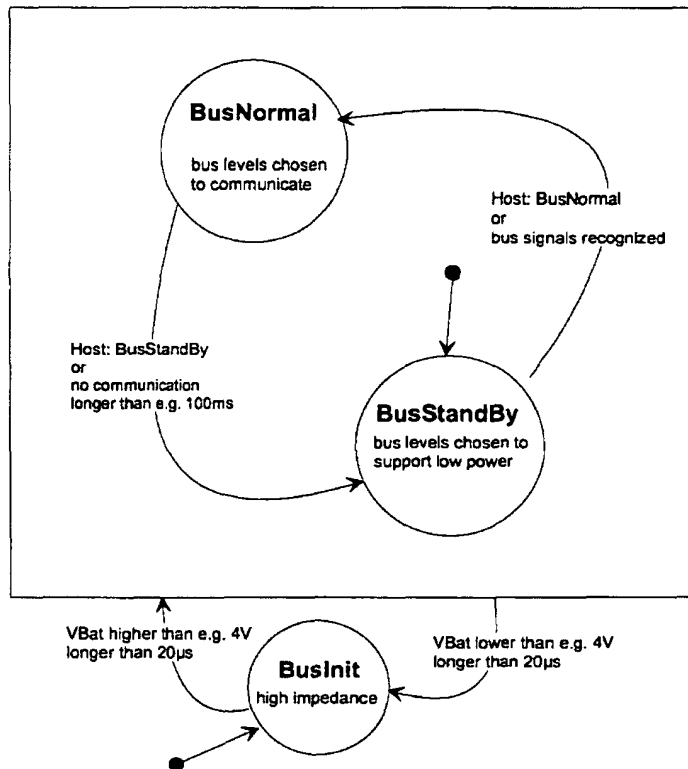 BusNormal
bus levels chosen
to communicate
Host: BusNormal
or
bus signals recognized
Host: BusStandBy
or
no communication
longer than e.g. 100ms
BusStandBy
bus levels chosen to
support low power
VBat higher than e.g. 4V
longer than 20µs
BusInit
high impedance
VBat lower than e.g. 4V
longer than 20µs